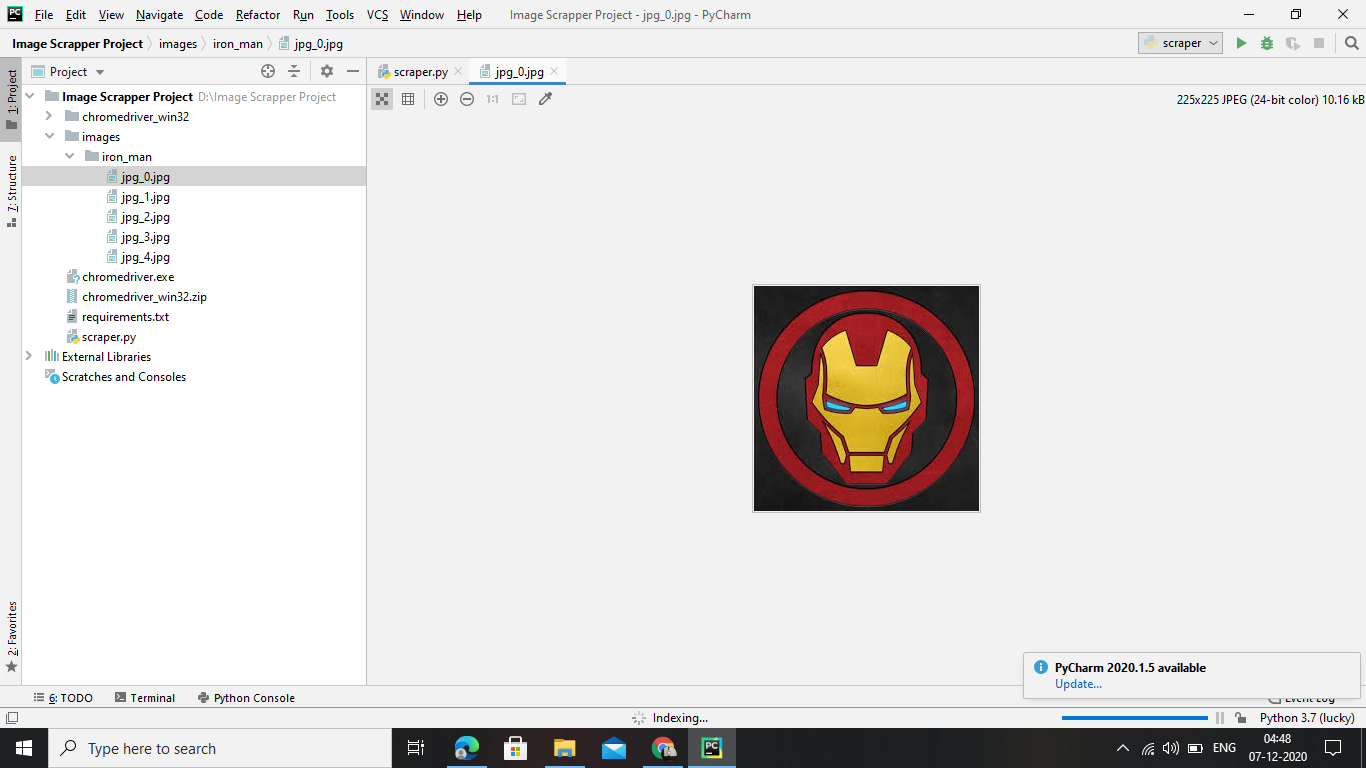 PC File Edit View Navigate Code Refactor Run Tools VCS Window Help Image Scrapper Project - jpg_0.jpg - PyCharm
Image Scrapper Project images iron_man jpg_0.jpg scraper
1: Project
Project
scraper.py jpg_0.jpg
Image Scrapper Project D:\Image Scrapper Project
1:1
225x225 JPEG (24-bit color) 10.16 kB
chromedriver_win32
images
iron_man
7: Structure
jpg_0.jpg
jpg_1.jpg
jpg_2.jpg
jpg_3.jpg
jpg_4.jpg
chromedriver.exe
chromedriver_win32.zip
requirements.txt
scraper.py
External Libraries
Scratches and Consoles
2: Favorites
PyCharm 2020.1.5 available
Update...
6: TODO Terminal Python Console Event Log
Indexing... Python 3.7 (lucky)
Type here to search
PC
ENG
04:48
07-12-2020